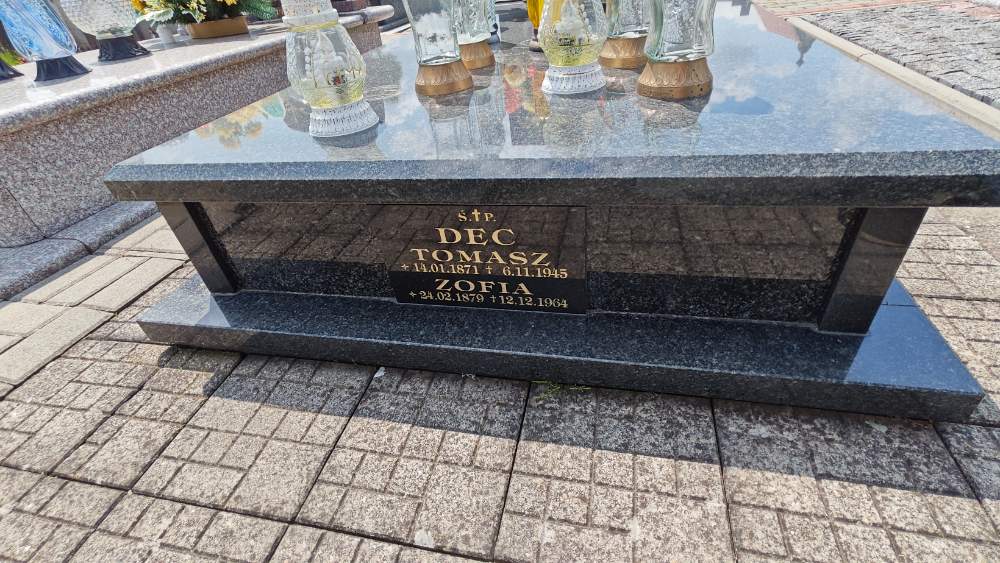 Ś.†P.
DEC
TOMASZ
* 14.01.1871 † 6.11.1945
ZOFIA
* 24.02.1879 † 12.12.1964